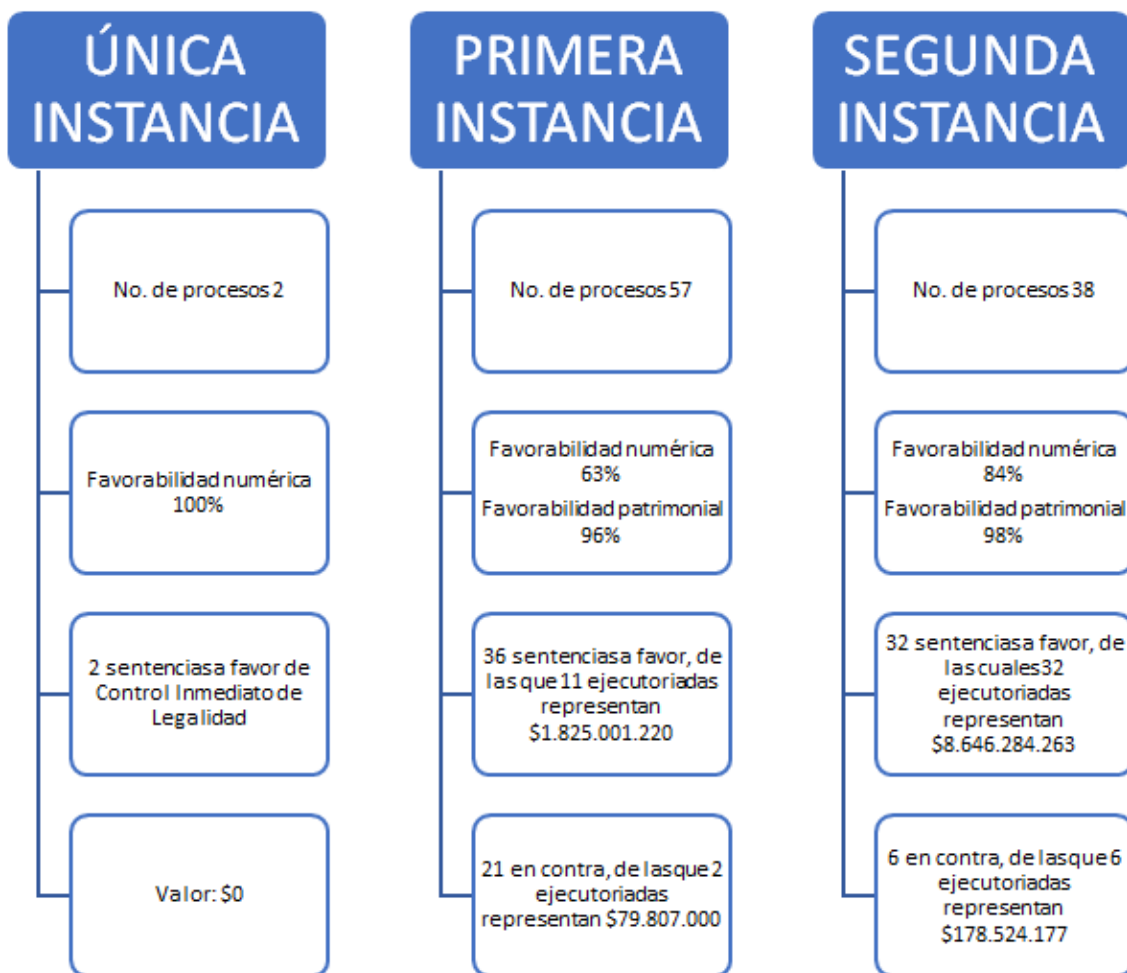 ÚNICA
INSTANCIA
No. de procesos 2
Favorabilidad numérica
100%
2 sentencias a favor de
Control Inmediato de
Legalidad
Valor: $0
PRIMERA
INSTANCIA
No. de procesos 57
Favorabilidad numérica
63%
Favorabilidad patrimonial
96%
36 sentencias a favor, de
las que 11 ejecutoriadas
representan
$1.825.001.220
21 en contra, de las que 2
ejecutoriadas
representan $79.807.000
SEGUNDA
INSTANCIA
No. de procesos 38
Favorabilidad numérica
84%
Favorabilidad patrimonial
98%
32 sentencias a favor, de
las cuales 32
ejecutoriadas
representan
$8.646.284.263
6 en contra, de las que 6
ejecutoriadas
representan
$178.524.177